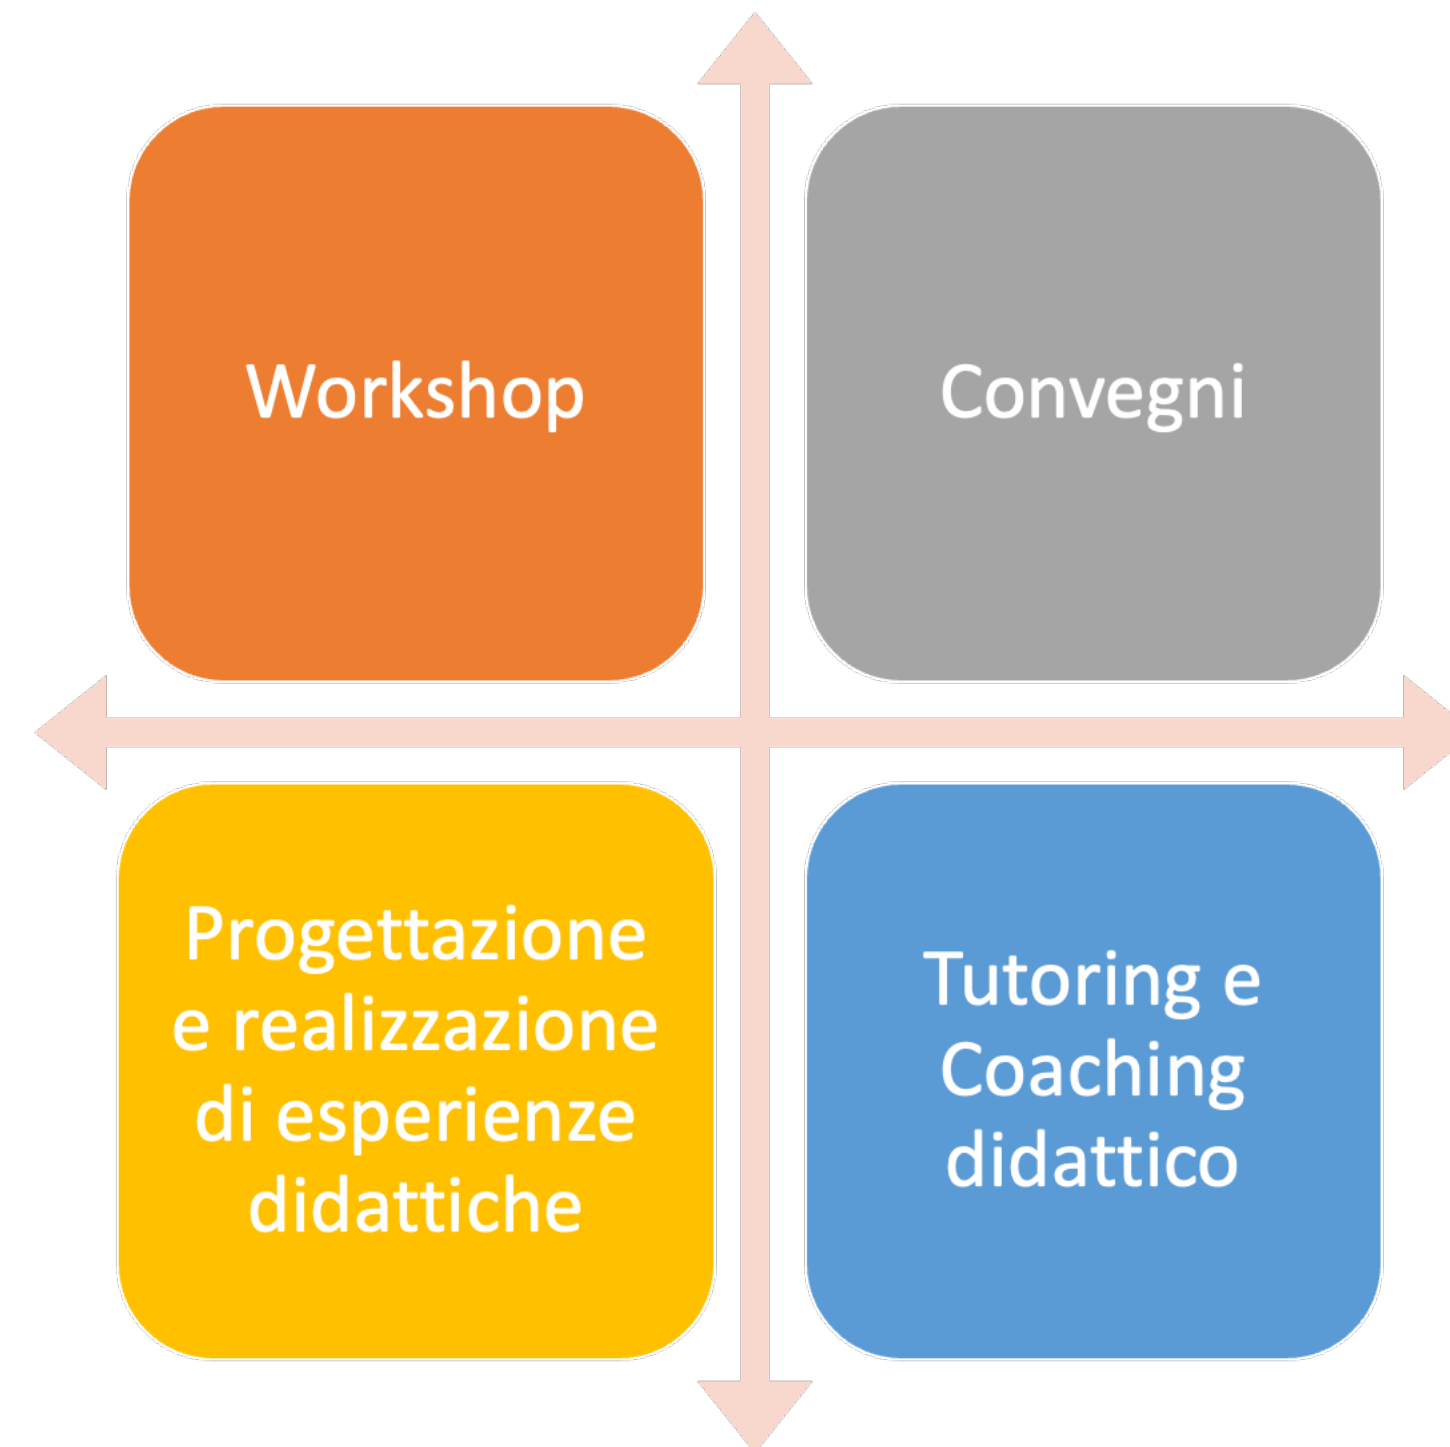 Workshop
Convegni
Progettazione
e realizzazione
di esperienze
didattiche
Tutoring e
Coaching
didattico